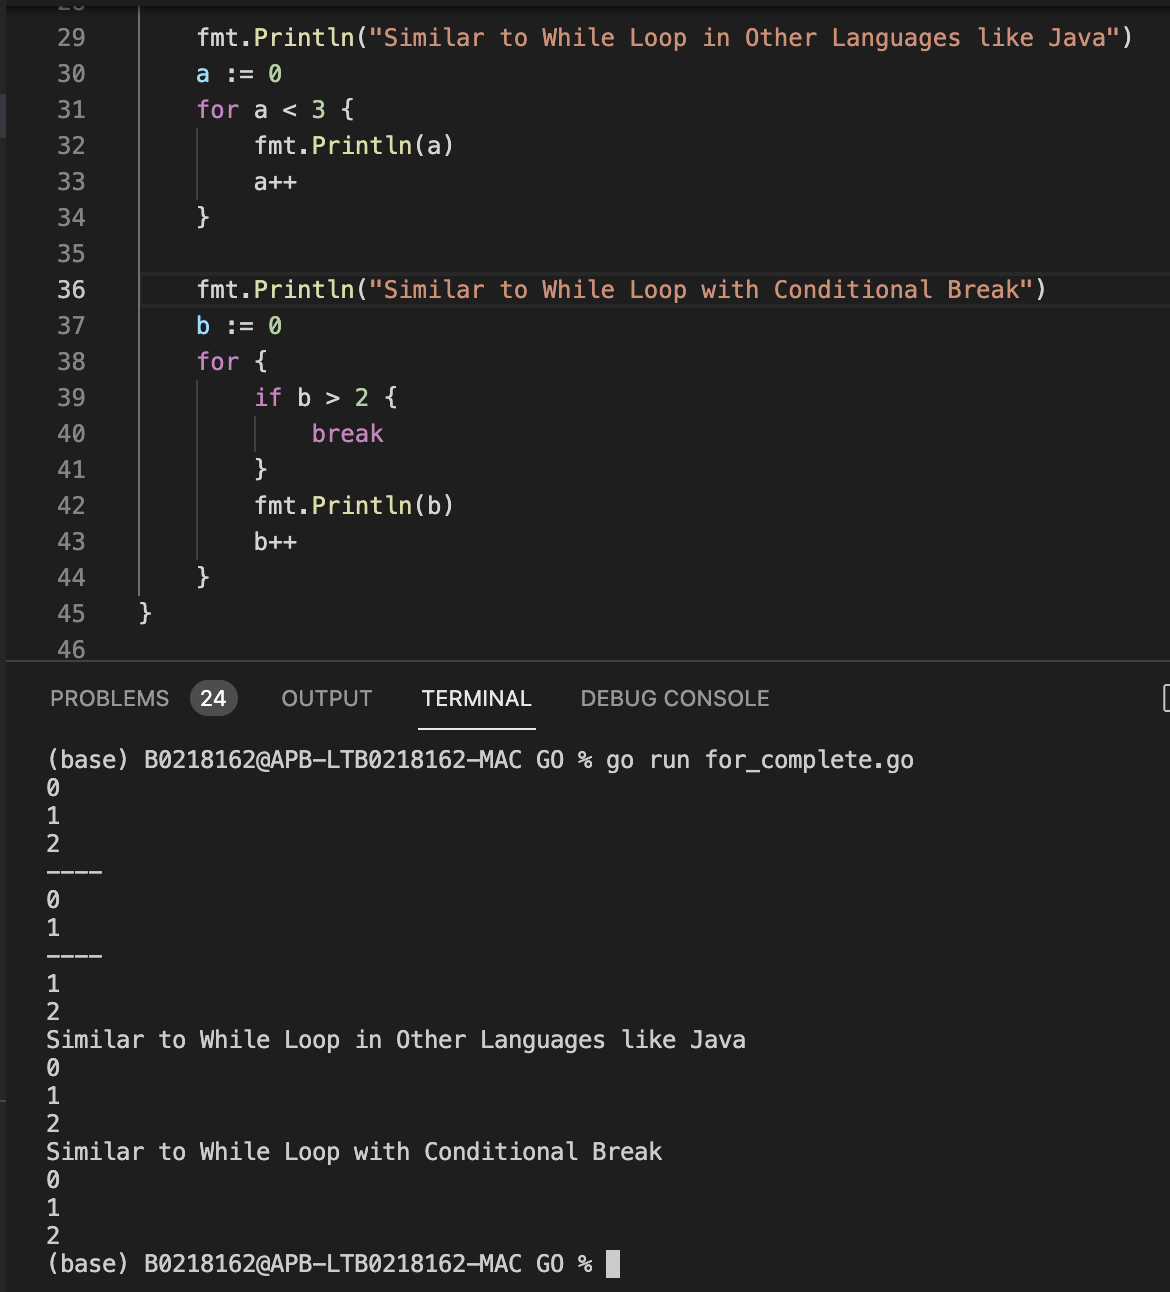 28
29 fmt.Println("Similar to While Loop in Other Languages like Java")
30 a := 0
31 for a < 3 {
32 fmt.Println(a)
33 a++
34 }
35
36 fmt.Println("Similar to While Loop with Conditional Break")
37 b := 0
38 for {
39 if b > 2 {
40 break
41 }
42 fmt.Println(b)
43 b++
44 }
45 }
46
PROBLEMS 24 OUTPUT TERMINAL DEBUG CONSOLE
(base) B0218162@APB-LTB0218162-MAC GO % go run for_complete.go
0
1
2
----
0
1
----
1
2
Similar to While Loop in Other Languages like Java
0
1
2
Similar to While Loop with Conditional Break
0
1
2
(base) B0218162@APB-LTB0218162-MAC GO %